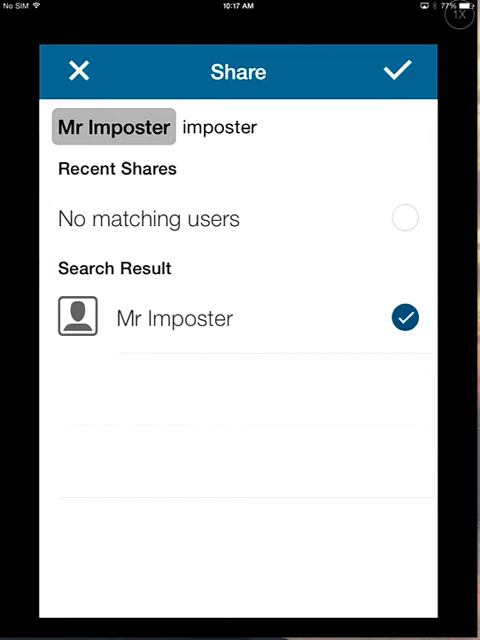 No SIM 10:17 AM 77%
1X
Share
Mr Imposter imposter
Recent Shares
No matching users
Search Result
Mr Imposter